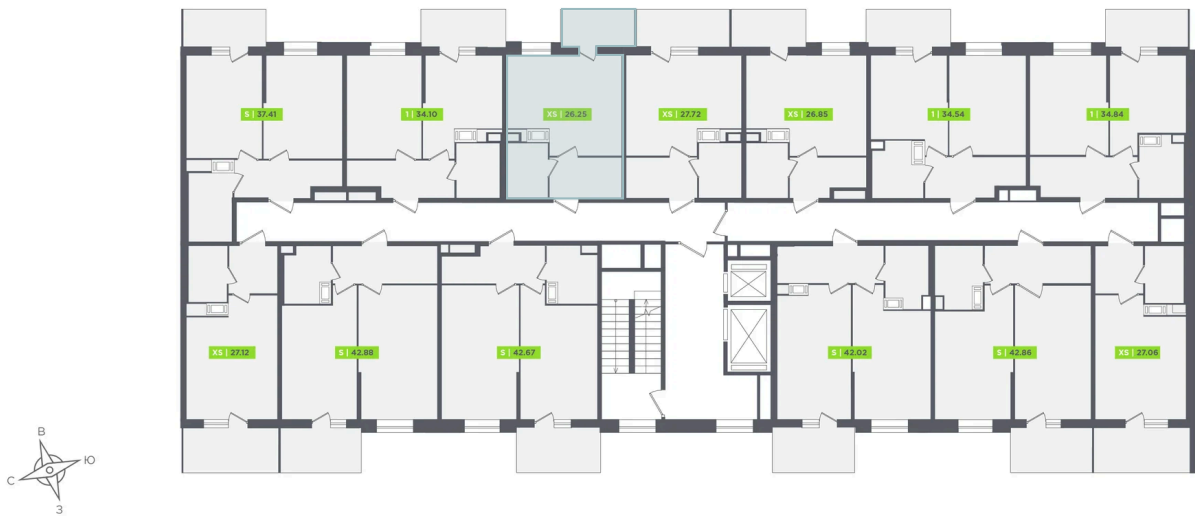 S | 37.41
1 | 34.10
XS | 26.25
XS | 27.72
XS | 26.85
1 | 34.54
1 | 34.84
XS | 27.12
S | 42.88
S | 42.67
S | 42.02
S | 42.86
XS | 27.06
В
Ю
С
З